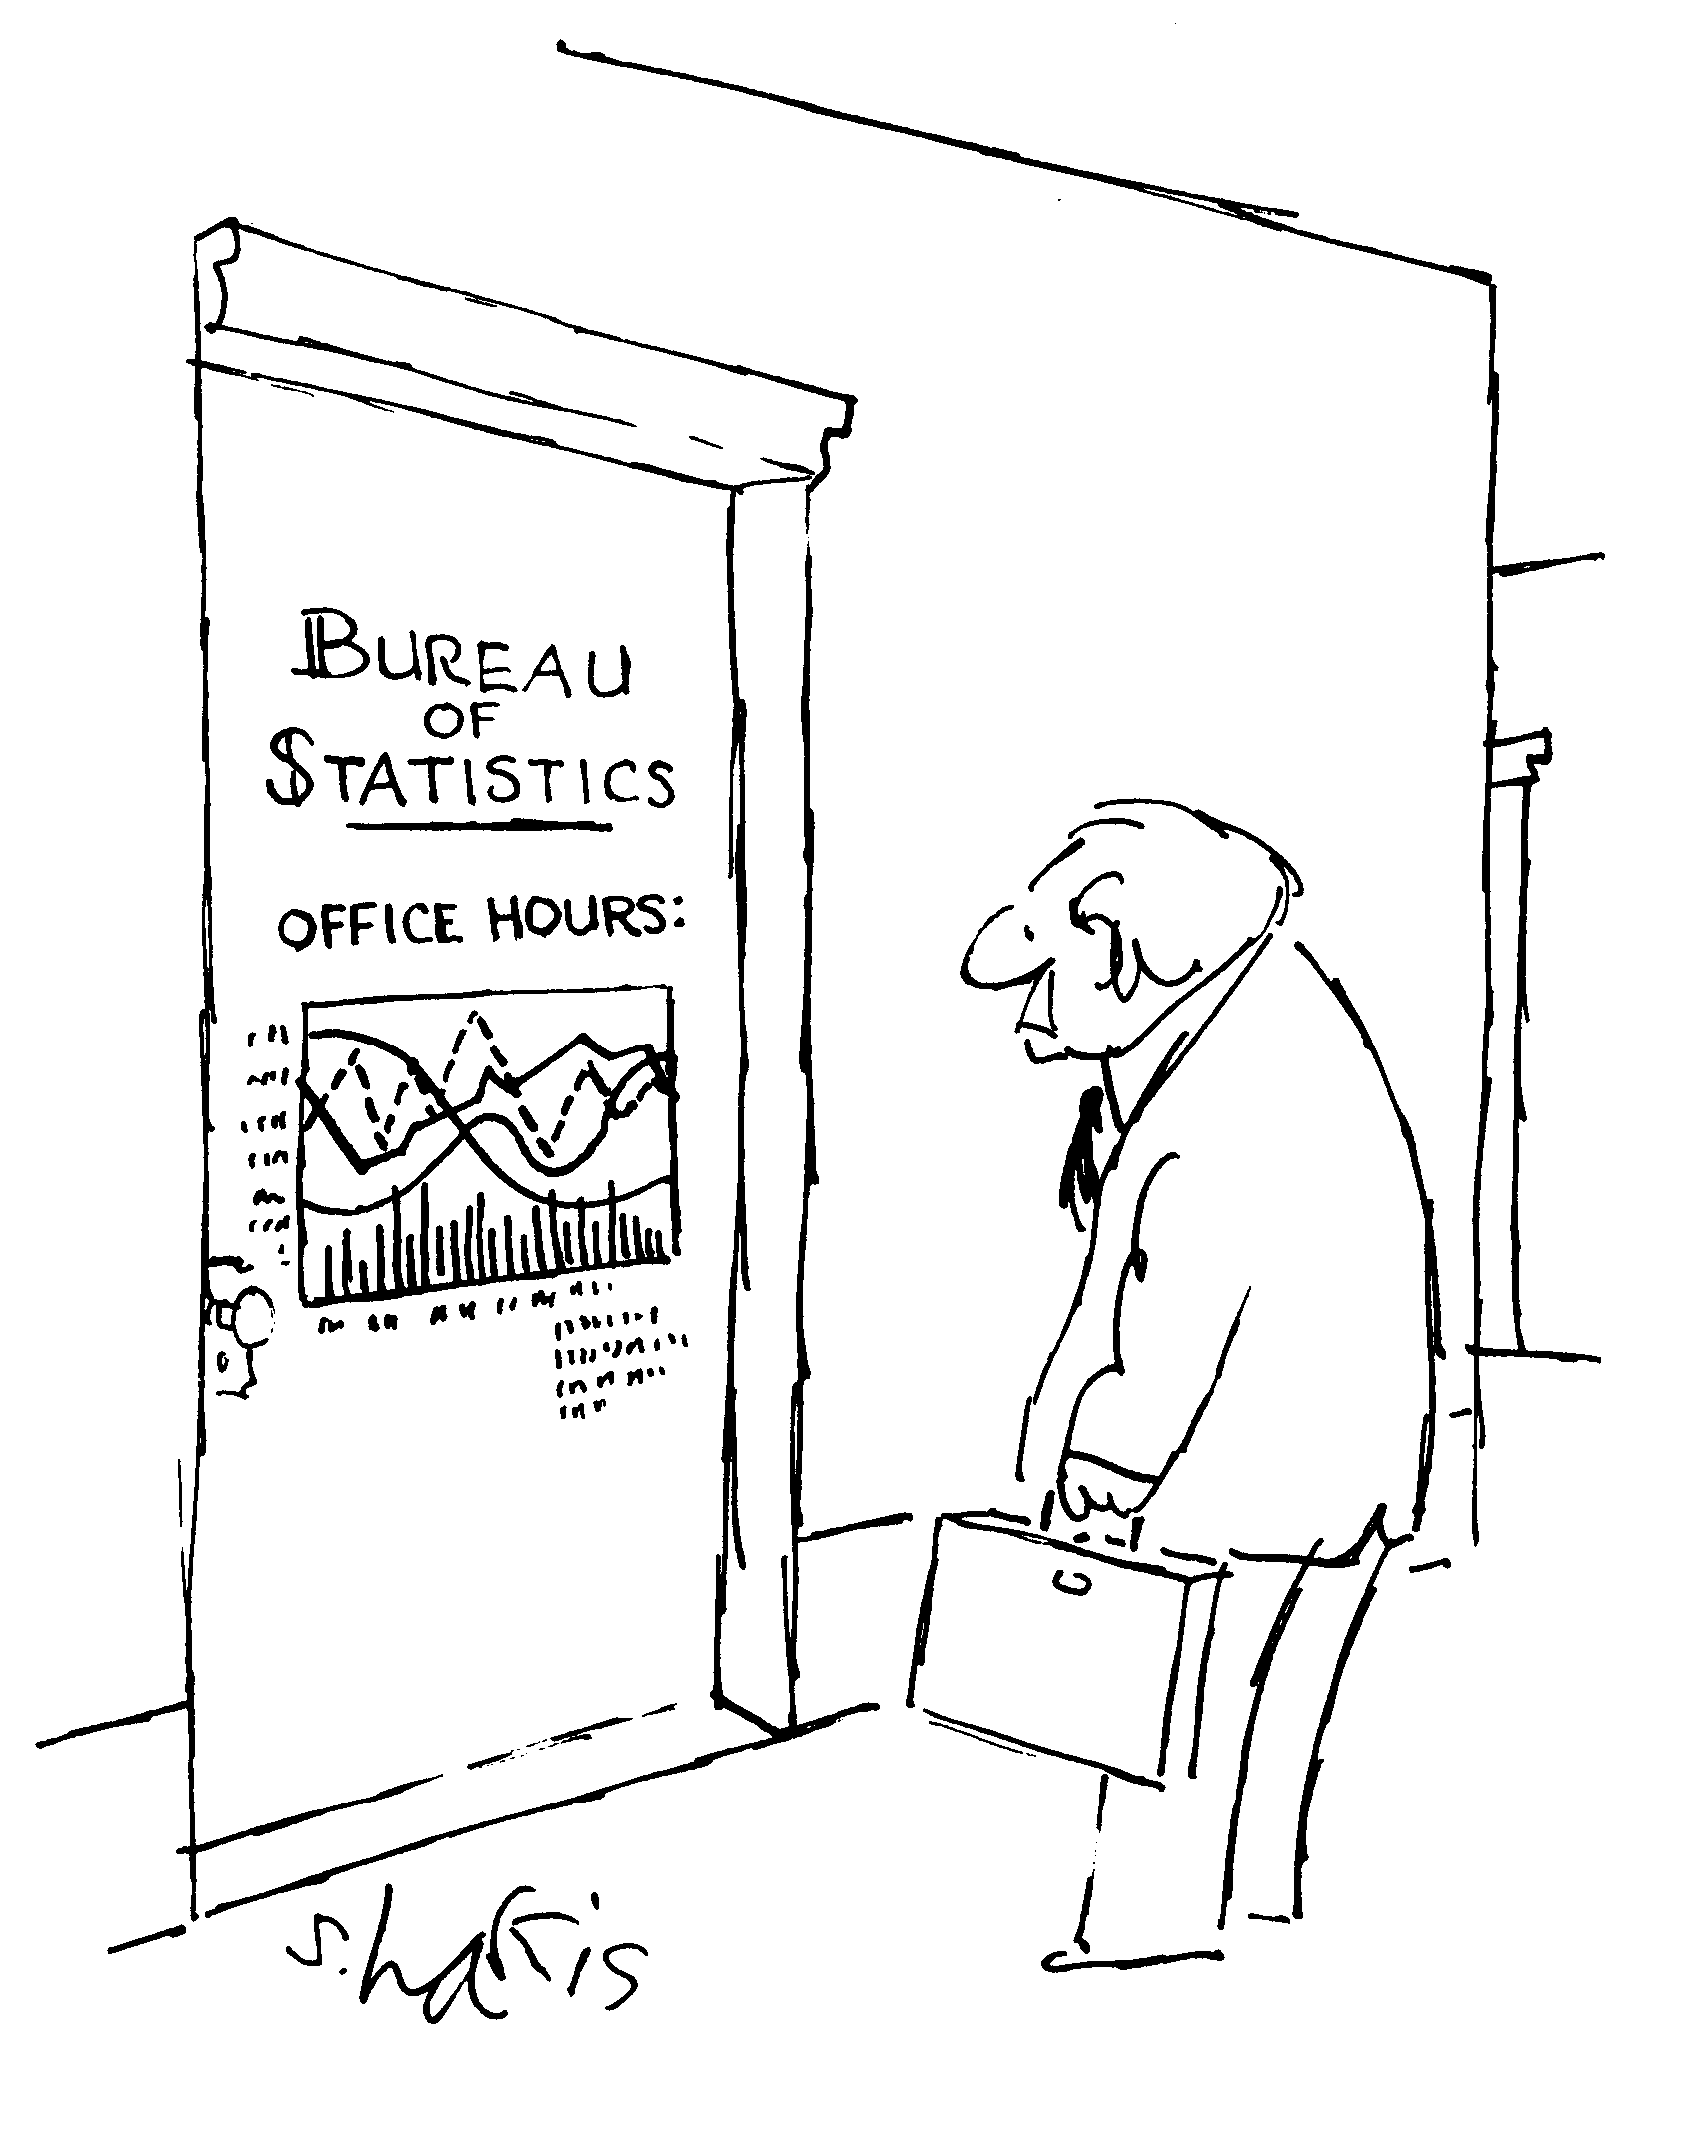 BUREAU
OF
STATISTICS
OFFICE HOURS:
S. Harris